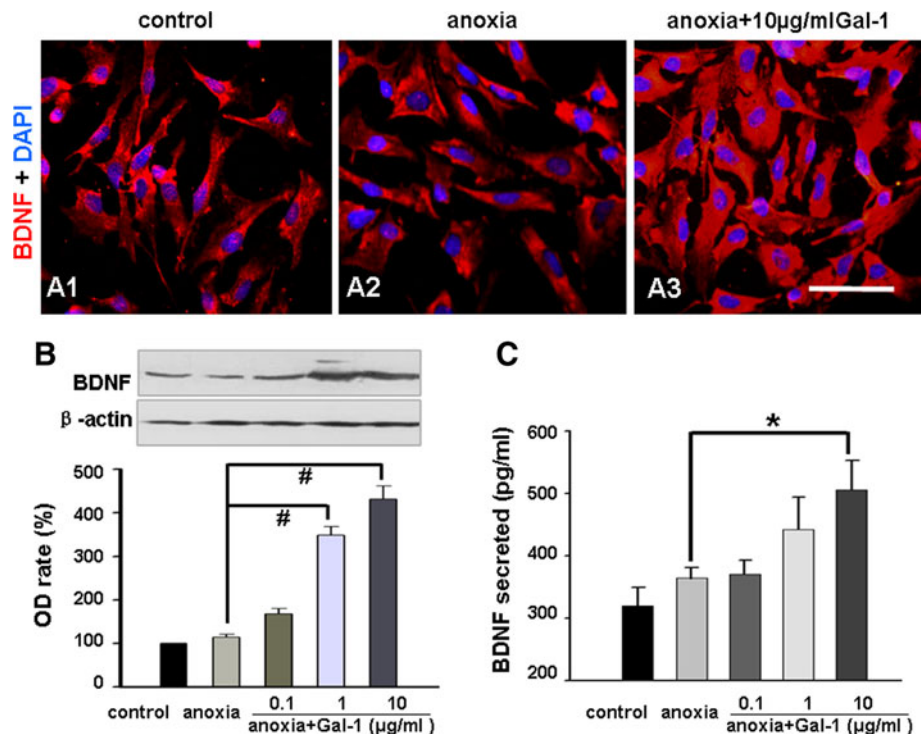 control
anoxia
anoxia+10μg/mlGal-1
BDNF + DAPI
A1
A2
A3
B
BDNF
β -actin
OD rate (%)
500
400
300
200
100
0
#
#
control
anoxia
0.1
1
10
anoxia+Gal-1 (μg/ml )
C
BDNF secreted (pg/ml)
600
500
400
300
200
*
control
anoxia
0.1
1
10
anoxia+Gal-1 (μg/ml )